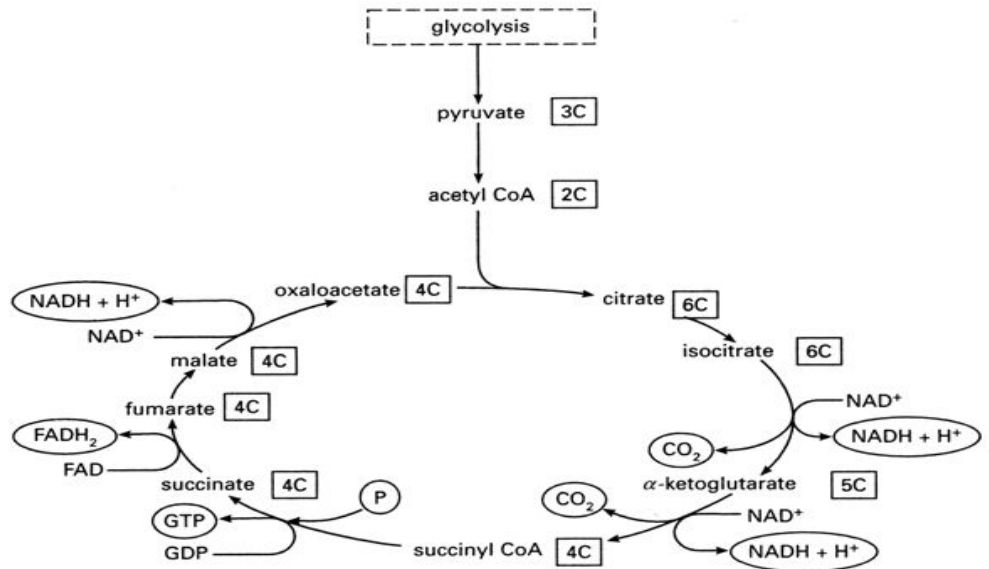 glycolysis
pyruvate 3C
acetyl CoA 2C
oxaloacetate 4C
citrate 6C
isocitrate 6C
NAD⁺
NADH + H⁺
CO₂
α-ketoglutarate 5C
NAD⁺
NADH + H⁺
CO₂
succinyl CoA 4C
P
GTP
GDP
succinate 4C
FADH₂
FAD
fumarate 4C
malate 4C
NADH + H⁺
NAD⁺